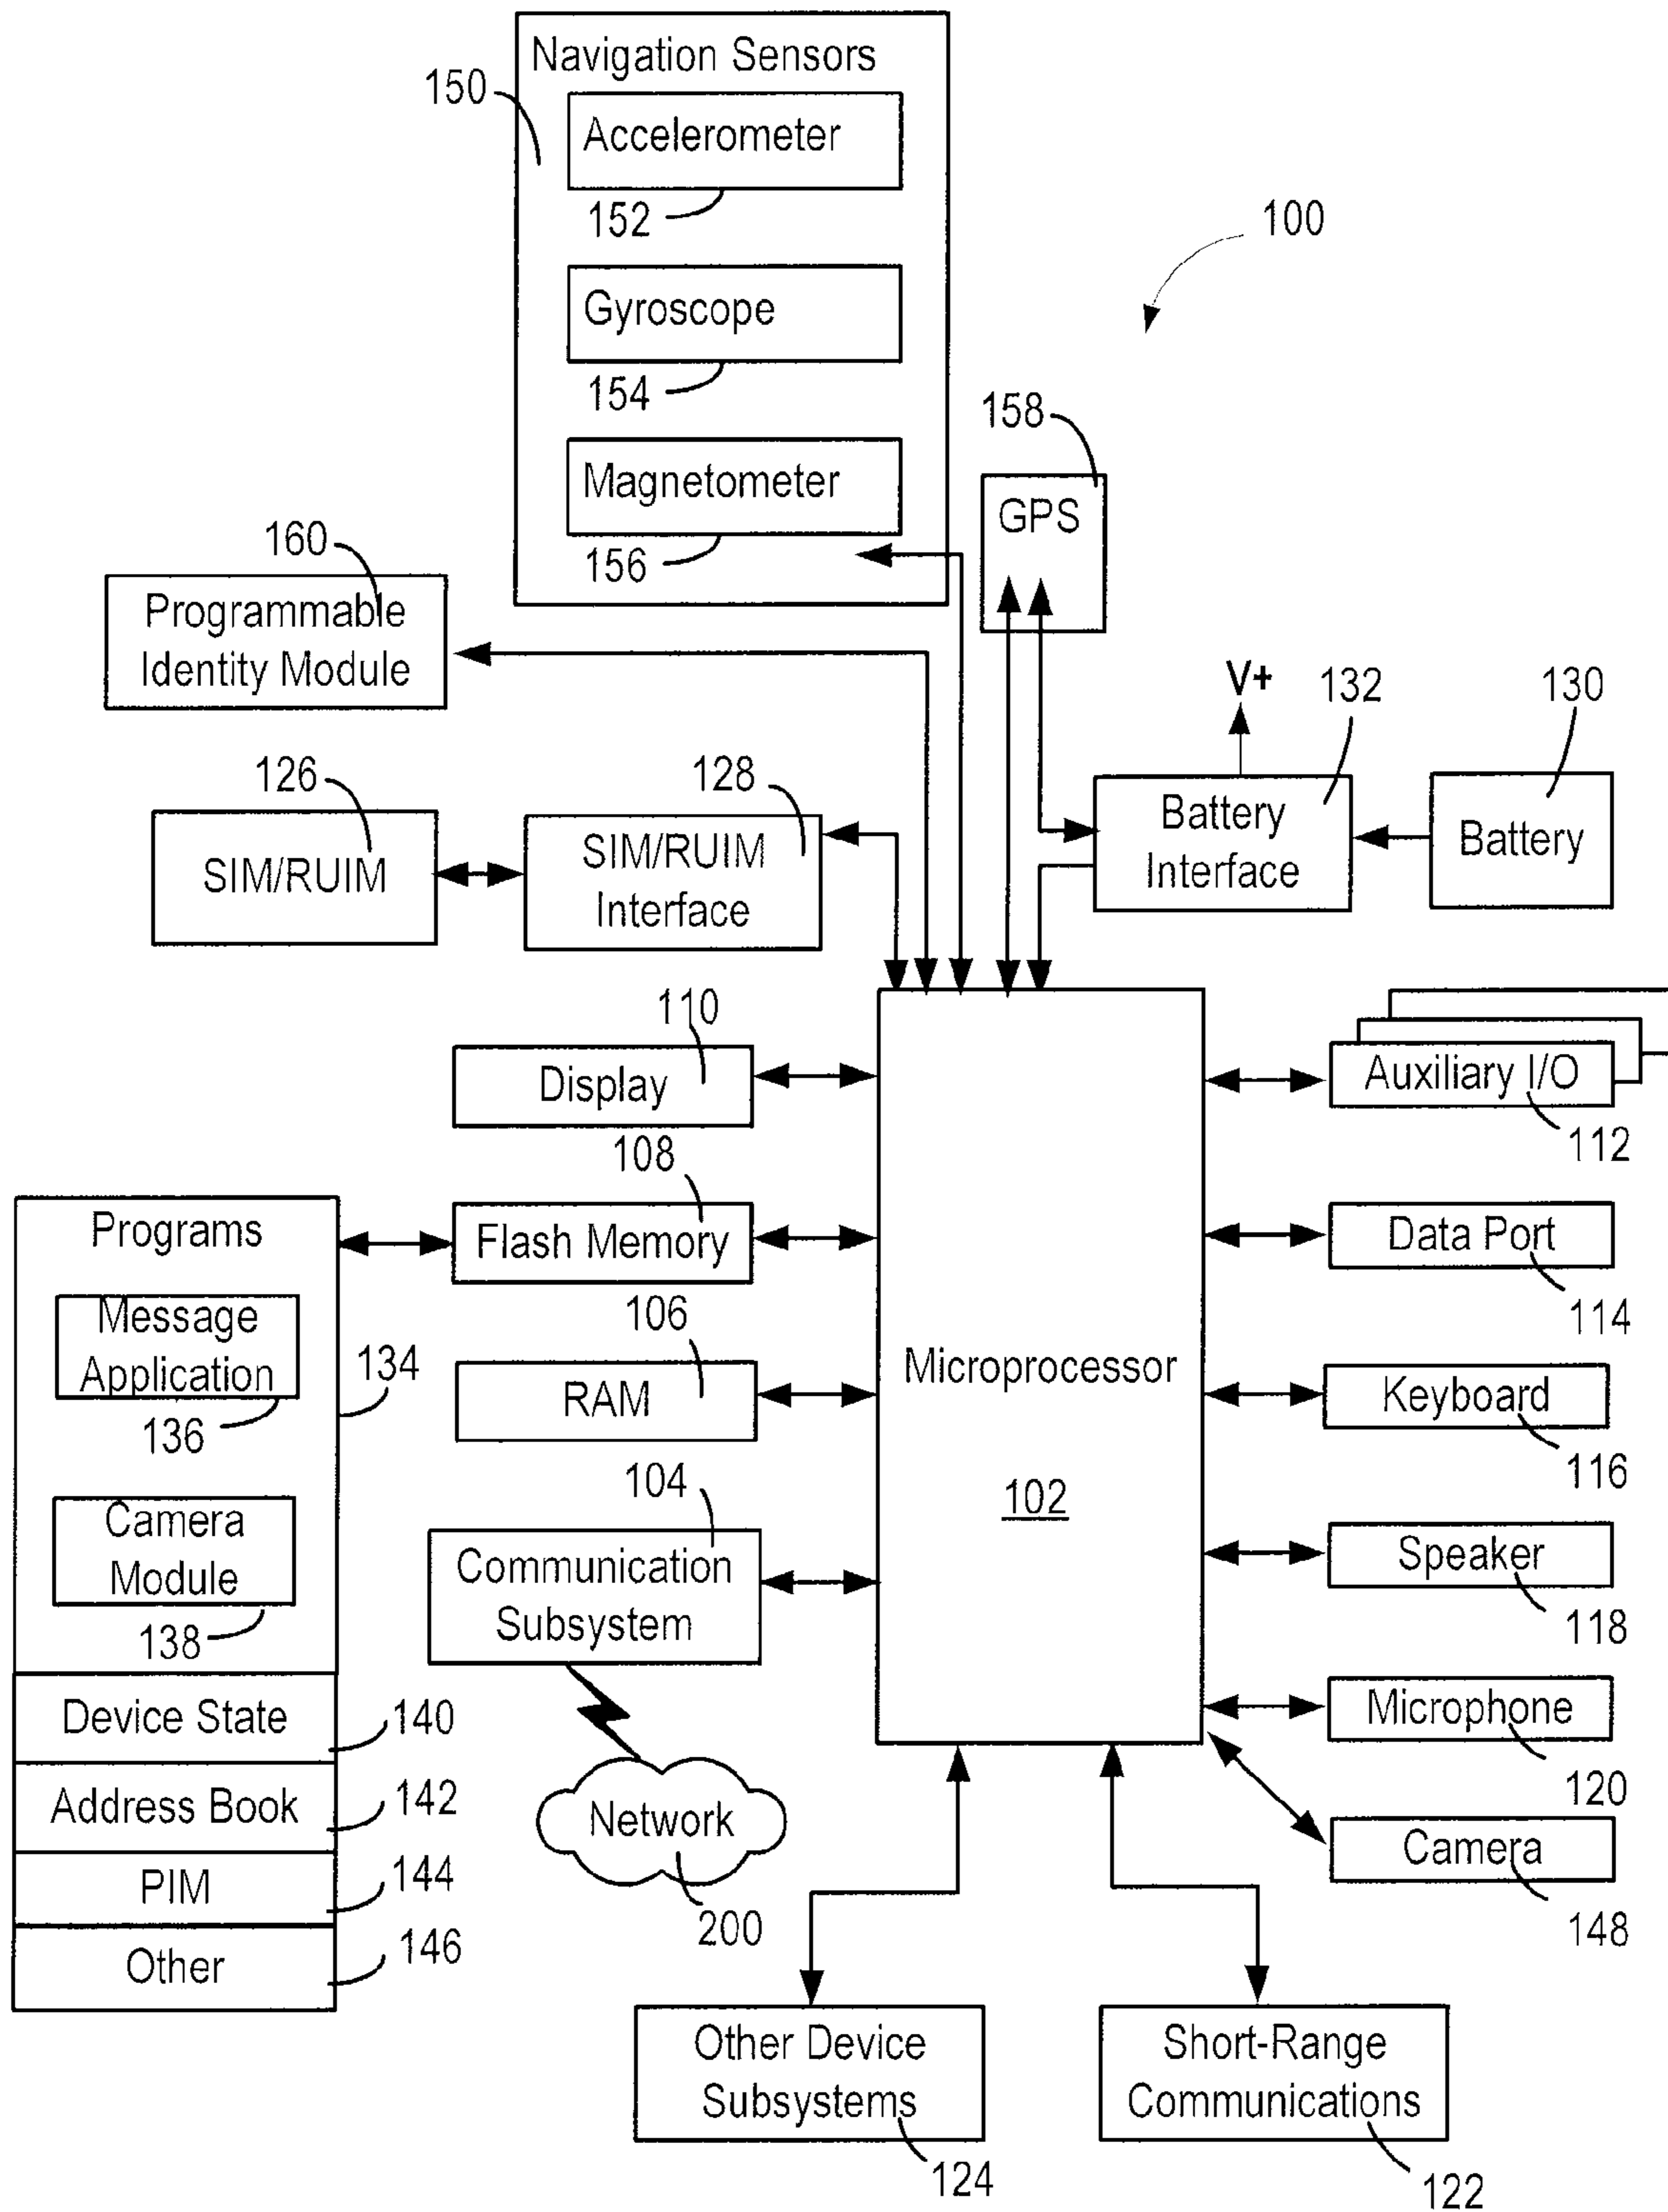 Navigation Sensors
150
Accelerometer
152
100
Gyroscope
154
158
Magnetometer
GPS
156
160
Programmable
Identity Module
V+
132
130
126
128
SIM/RUIM
SIM/RUIM
Interface
Battery
Interface
Battery
110
Display
Auxiliary I/O
112
108
Programs
Flash Memory
Data Port
114
Message
Application
136
134
106
RAM
Microprocessor
102
Keyboard
116
104
Camera
Module
138
Communication
Subsystem
Speaker
118
Device State
140
Microphone
120
Address Book
142
Network
200
Camera
148
PIM
144
Other
146
Other Device
Subsystems
124
Short-Range
Communications
122